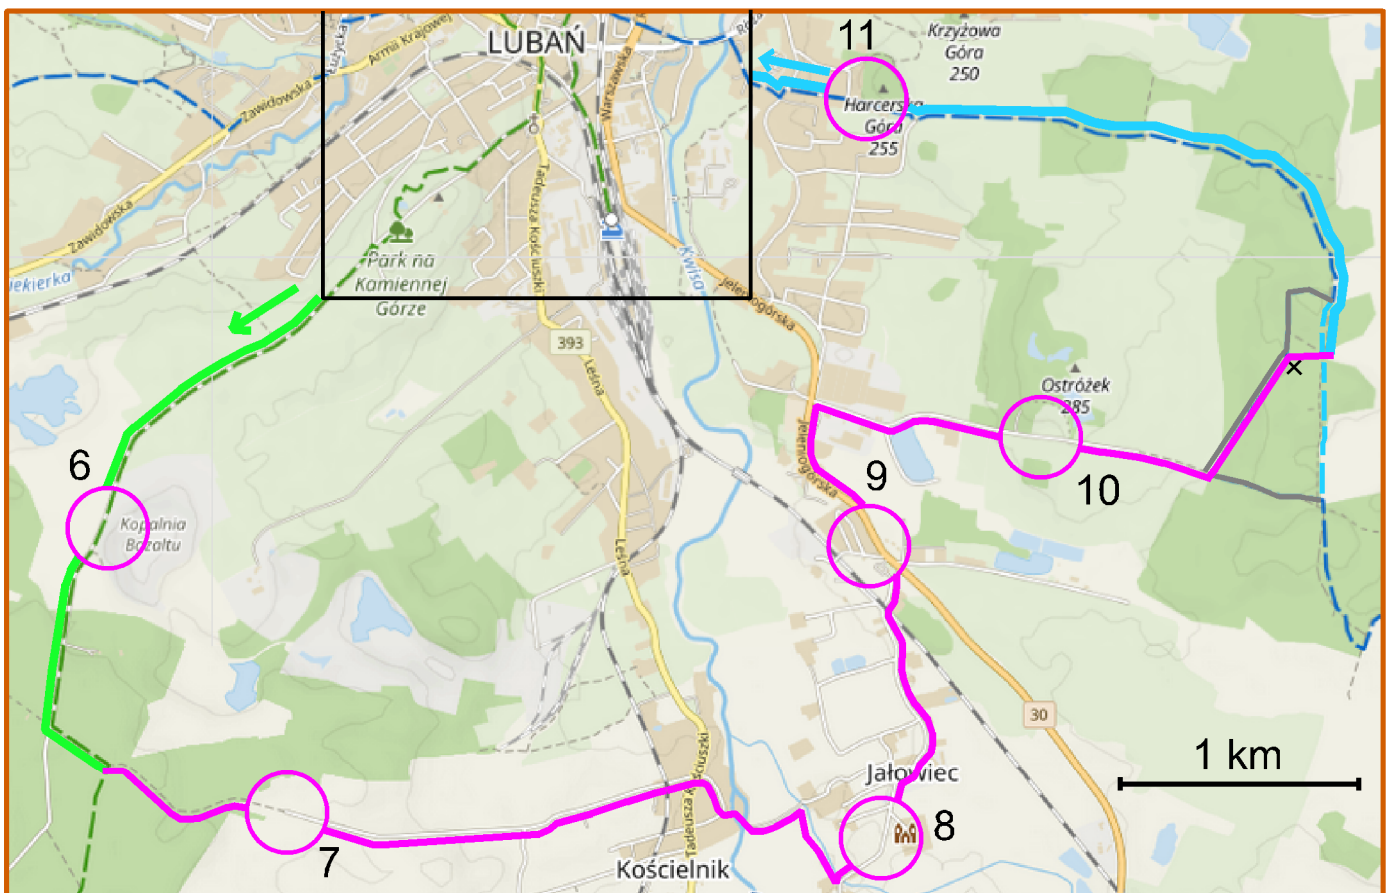 LUBAŃ
Łużycka
Armii Krajowej
Zawidowska
Warszawska
Róża
11
Krzyżowa
Góra
250
Harcerska
Góra
255
Tadeusza Kościuszki
Zawidowska
Park na
Kamiennej
Górze
Kwisa
Jeleniogórska
393
Leśna
Ostróżek
285
Jeleniogórska
6
9
10
Kopalnia
Bazaltu
Leśna
30
1 km
Tadeusza Kościuszki
Jałowiec
7
8
Kościelnik